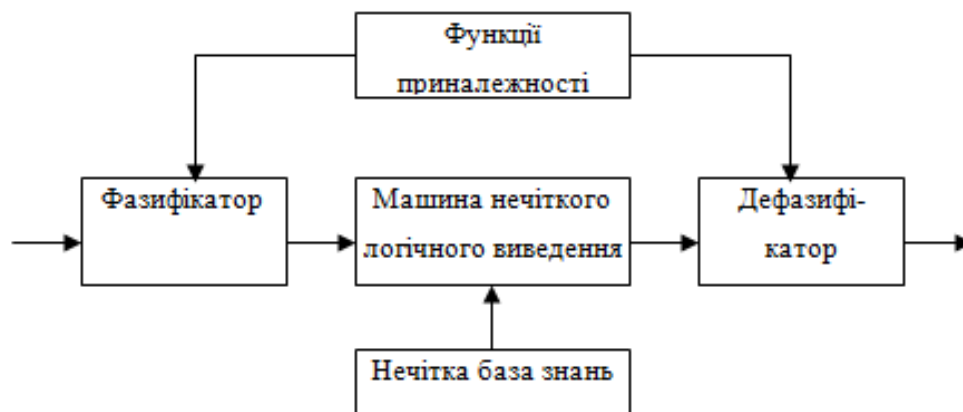 Функції
приналежності
Фазифікатор
Машина нечіткого
логічного виведення
Дефазифі-
катор
Нечітка база знань